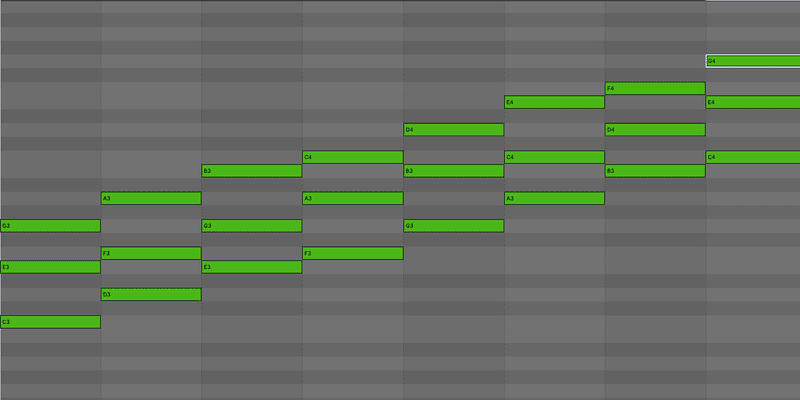 G4
F4
E4 E4
D4 D4
C4 C4 C4
B3 B3 B3
A3 A3 A3
G3 G3 G3
F3 F3
E3 E3
D3
C3